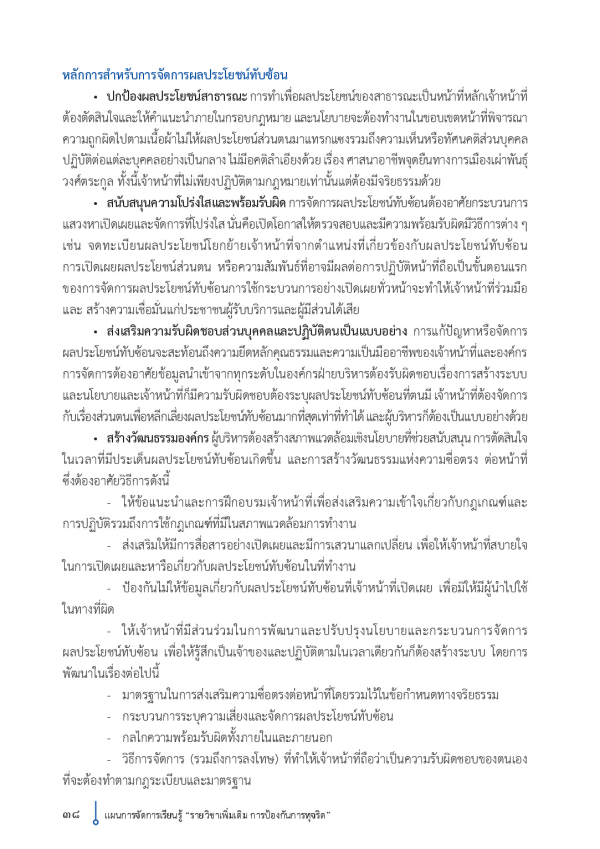 หลักการสำหรับการจัดการผลประโยชน์ทับซ้อน
• ปกป้องผลประโยชน์สาธารณะ การทำเพื่อผลประโยชน์ของสาธารณะเป็นหน้าที่หลักเจ้าหน้าที่
ต้องตัดสินใจและให้คำแนะนำภายในกรอบกฎหมาย และนโยบายจะต้องทำงานในขอบเขตหน้าที่พิจารณา
ความถูกผิดไปตามเนื้อผ้าไม่ให้ผลประโยชน์ส่วนตนมาแทรกแซงรวมถึงความเห็นหรือทัศนคติส่วนบุคคล
ปฏิบัติต่อแต่ละบุคคลอย่างเป็นกลาง ไม่มีอคติลำเอียงด้วย เรื่อง ศาสนาอาชีพจุดยืนทางการเมืองเผ่าพันธุ์
วงศ์ตระกูล ทั้งนี้เจ้าหน้าที่ไม่เพียงปฏิบัติตามกฎหมายเท่านั้นแต่ต้องมีจริยธรรมด้วย
• สนับสนุนความโปร่งใสและพร้อมรับผิด การจัดการผลประโยชน์ทับซ้อนต้องอาศัยกระบวนการ
แสวงหาเปิดเผยและจัดการที่โปร่งใส นั่นคือเปิดโอกาสให้ตรวจสอบและมีความพร้อมรับผิดมีวิธีการต่าง ๆ
เช่น จดทะเบียนผลประโยชน์โยกย้ายเจ้าหน้าที่จากตำแหน่งที่เกี่ยวข้องกับผลประโยชน์ทับซ้อน
การเปิดเผยผลประโยชน์ส่วนตน หรือความสัมพันธ์ที่อาจมีผลต่อการปฏิบัติหน้าที่ถือเป็นขั้นตอนแรก
ของการจัดการผลประโยชน์ทับซ้อนการใช้กระบวนการอย่างเปิดเผยทั่วหน้าจะทำให้เจ้าหน้าที่ร่วมมือ
และ สร้างความเชื่อมั่นแก่ประชาชนผู้รับบริการและผู้มีส่วนได้เสีย
• ส่งเสริมความรับผิดชอบส่วนบุคคลและปฏิบัติตนเป็นแบบอย่าง การแก้ปัญหาหรือจัดการ
ผลประโยชน์ทับซ้อนจะสะท้อนถึงความยึดหลักคุณธรรมและความเป็นมืออาชีพของเจ้าหน้าที่และองค์กร
การจัดการต้องอาศัยข้อมูลนำเข้าจากทุกระดับในองค์กรฝ่ายบริหารต้องรับผิดชอบเรื่องการสร้างระบบ
และนโยบายและเจ้าหน้าที่ก็มีความรับผิดชอบต้องระบุผลประโยชน์ทับซ้อนที่ตนมี เจ้าหน้าที่ต้องจัดการ
กับเรื่องส่วนตนเพื่อหลีกเลี่ยงผลประโยชน์ทับซ้อนมากที่สุดเท่าที่ทำได้ และผู้บริหารก็ต้องเป็นแบบอย่างด้วย
• สร้างวัฒนธรรมองค์กร ผู้บริหารต้องสร้างสภาพแวดล้อมเชิงนโยบายที่ช่วยสนับสนุน การตัดสินใจ
ในเวลาที่มีประเด็นผลประโยชน์ทับซ้อนเกิดขึ้น และการสร้างวัฒนธรรมแห่งความซื่อตรง ต่อหน้าที่
ซึ่งต้องอาศัยวิธีการดังนี้
- ให้ข้อแนะนำและการฝึกอบรมเจ้าหน้าที่เพื่อส่งเสริมความเข้าใจเกี่ยวกับกฎเกณฑ์และ
การปฏิบัติรวมถึงการใช้กฎเกณฑ์ที่มีในสภาพแวดล้อมการทำงาน
- ส่งเสริมให้มีการสื่อสารอย่างเปิดเผยและมีการเสวนาแลกเปลี่ยน เพื่อให้เจ้าหน้าที่สบายใจ
ในการเปิดเผยและหารือเกี่ยวกับผลประโยชน์ทับซ้อนในที่ทำงาน
- ป้องกันไม่ให้ข้อมูลเกี่ยวกับผลประโยชน์ทับซ้อนที่เจ้าหน้าที่เปิดเผย เพื่อมิให้มีผู้นำไปใช้
ในทางที่ผิด
- ให้เจ้าหน้าที่มีส่วนร่วมในการพัฒนาและปรับปรุงนโยบายและกระบวนการจัดการ
ผลประโยชน์ทับซ้อน เพื่อให้รู้สึกเป็นเจ้าของและปฏิบัติตามในเวลาเดียวกันก็ต้องสร้างระบบ โดยการ
พัฒนาในเรื่องต่อไปนี้
- มาตรฐานในการส่งเสริมความซื่อตรงต่อหน้าที่โดยรวมไว้ในข้อกำหนดทางจริยธรรม
- กระบวนการระบุความเสี่ยงและจัดการผลประโยชน์ทับซ้อน
- กลไกความพร้อมรับผิดทั้งภายในและภายนอก
- วิธีการจัดการ (รวมถึงการลงโทษ) ที่ทำให้เจ้าหน้าที่ถือว่าเป็นความรับผิดชอบของตนเอง
ที่จะต้องทำตามกฎระเบียบและมาตรฐาน
๓๘ แผนการจัดการเรียนรู้ “รายวิชาเพิ่มเติม การป้องกันการทุจริต”